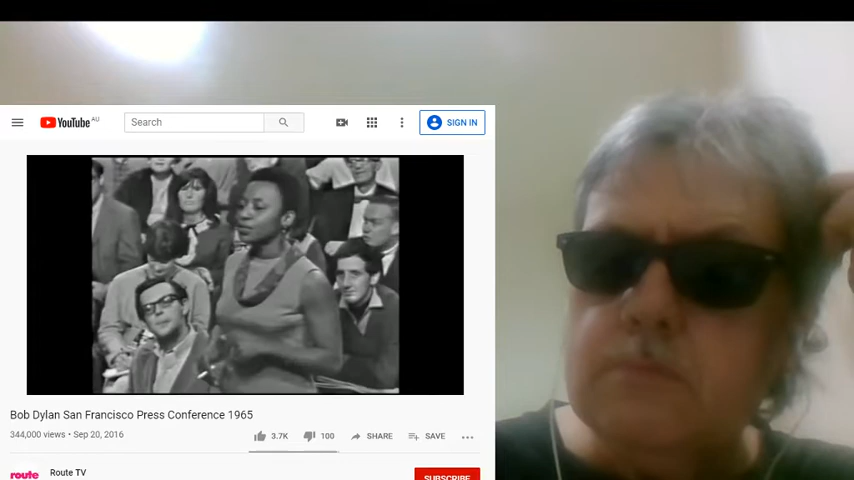 YouTube AU
Search
SIGN IN
Bob Dylan San Francisco Press Conference 1965
344,000 views • Sep 20, 2016
3.7K
100
SHARE
SAVE
route
Route TV
SUBSCRIBE